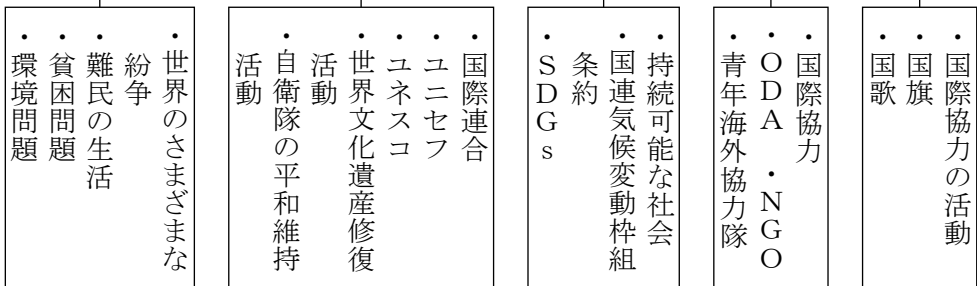 ・国際協力の活動
・国旗
・国歌
・国際協力
・ODA・NGO
・青年海外協力隊
・持続可能な社会
・国連気候変動枠組
条約
・SDGs
・国際連合
・ユニセフ
・ユネスコ
・世界文化遺産修復
活動
・自衛隊の平和維持
活動
・世界のさまざまな
紛争
・難民の生活
・貧困問題
・環境問題